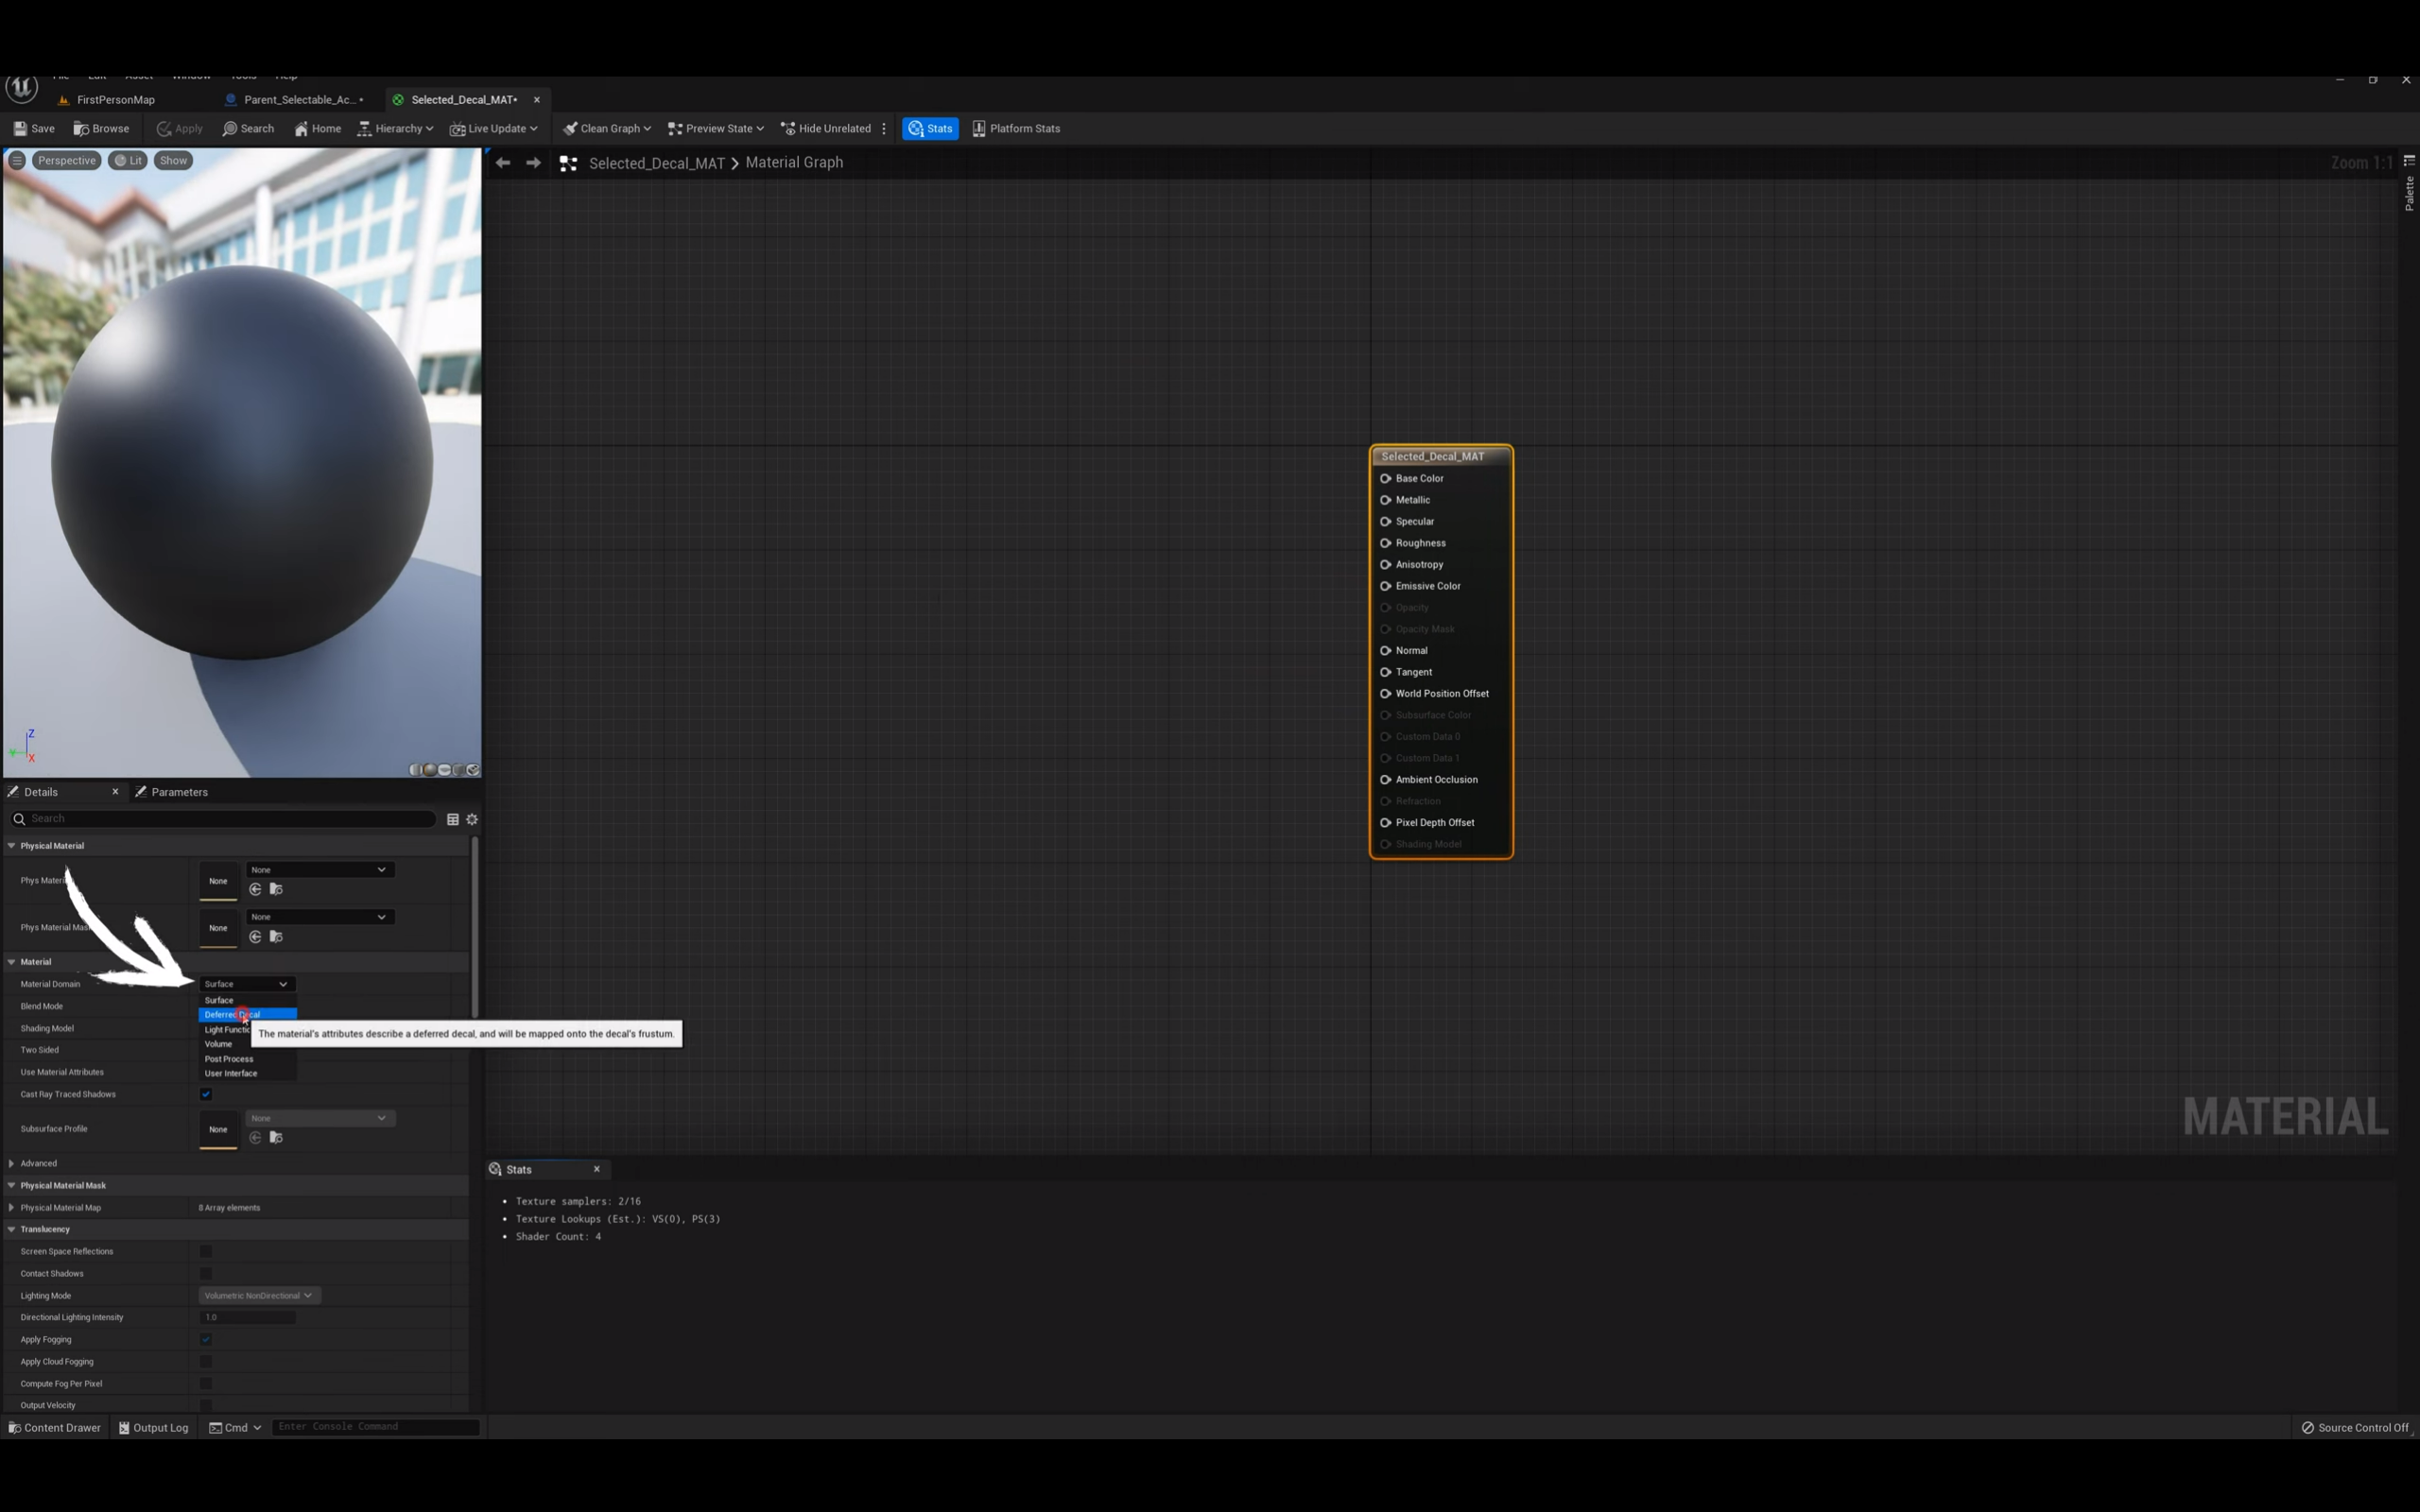 File Edit Asset Window Tools Help
FirstPersonMap
Parent_Selectable_Ac... •
Selected_Decal_MAT•
Save
Browse
Apply
Search
Home
Hierarchy
Live Update
Clean Graph
Preview State
Hide Unrelated
Stats
Platform Stats
Perspective
Lit
Show
Selected_Decal_MAT > Material Graph
Zoom 1:1
Palette
Selected_Decal_MAT
Base Color
Metallic
Specular
Roughness
Anisotropy
Emissive Color
Opacity
Opacity Mask
Normal
Tangent
World Position Offset
Subsurface Color
Custom Data 0
Custom Data 1
Ambient Occlusion
Refraction
Pixel Depth Offset
Shading Model
Z
Y
X
Details
Parameters
Search
Physical Material
Phys Material
None
None
Phys Material Mask
None
None
Material
Material Domain
Surface
Surface
Blend Mode
Deferred Decal
Shading Model
Light Functio
The material's attributes describe a deferred decal, and will be mapped onto the decal's frustum.
Volume
Two Sided
Post Process
Use Material Attributes
User Interface
Cast Ray Traced Shadows
Subsurface Profile
None
None
Advanced
Physical Material Mask
Physical Material Map
8 Array elements
Translucency
Screen Space Reflections
Contact Shadows
Lighting Mode
Volumetric NonDirectional
Directional Lighting Intensity
1.0
Apply Fogging
Apply Cloud Fogging
Compute Fog Per Pixel
Output Velocity
MATERIAL
Stats
• Texture samplers: 2/16
• Texture Lookups (Est.): VS(0), PS(3)
• Shader Count: 4
Content Drawer
Output Log
Cmd
Enter Console Command
Source Control Off